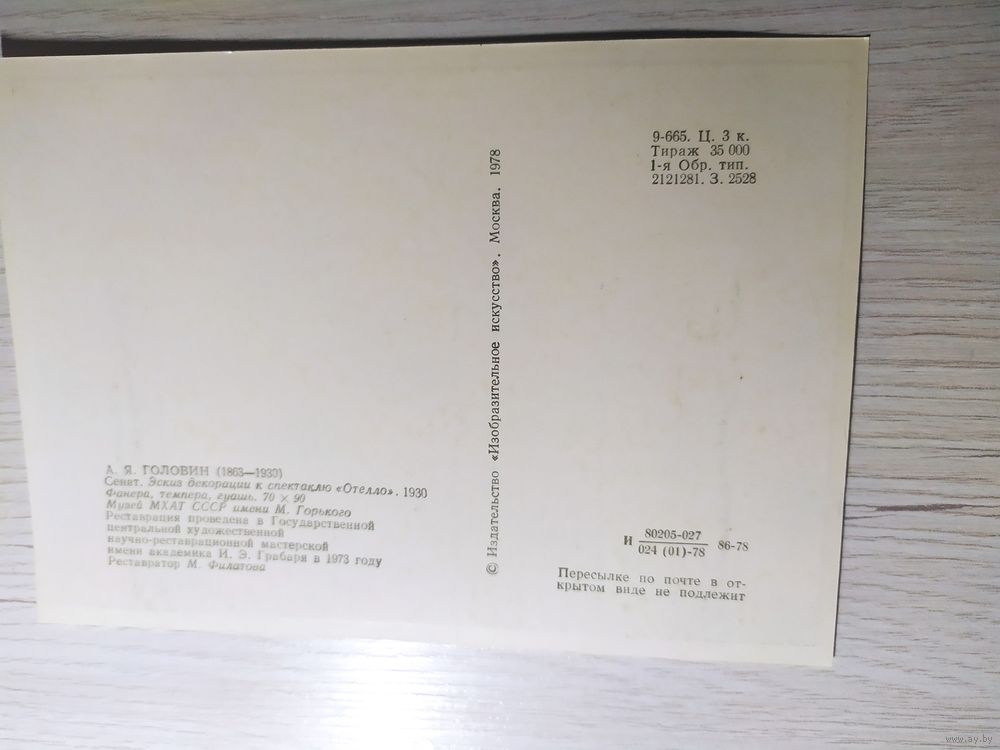 А. Я. ГОЛОВИН (1863—1930)
Сенат. Эскиз декорации к спектаклю «Отелло». 1930
Фанера, темпера, гуашь. 70 × 90
Музей МХАТ СССР имени М. Горького
Реставрация проведена в Государственной
центральной художественной
научно-реставрационной мастерской
имени академика И. Э. Грабаря в 1973 году
Реставратор М. Филатова
© Издательство «Изобразительное искусство». Москва. 1978
9-665. Ц. 3 к.
Тираж 35 000
1-я Обр. тип.
2121281. З. 2528
И 80205-027 86-78
024 (01)-78
Пересылке по почте в от-
крытом виде не подлежит
www.ay.by